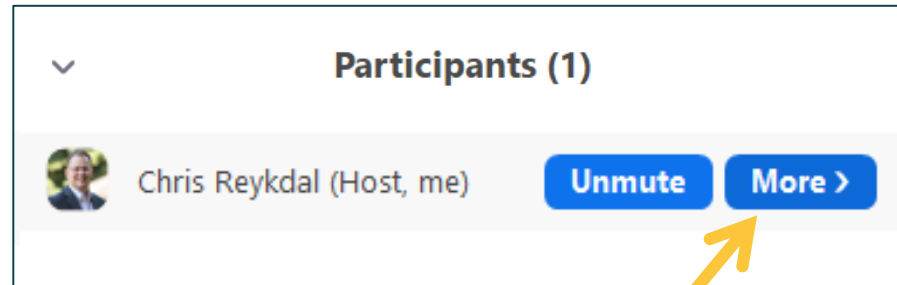 Participants (1)
Chris Reykdal (Host, me) Unmute More >